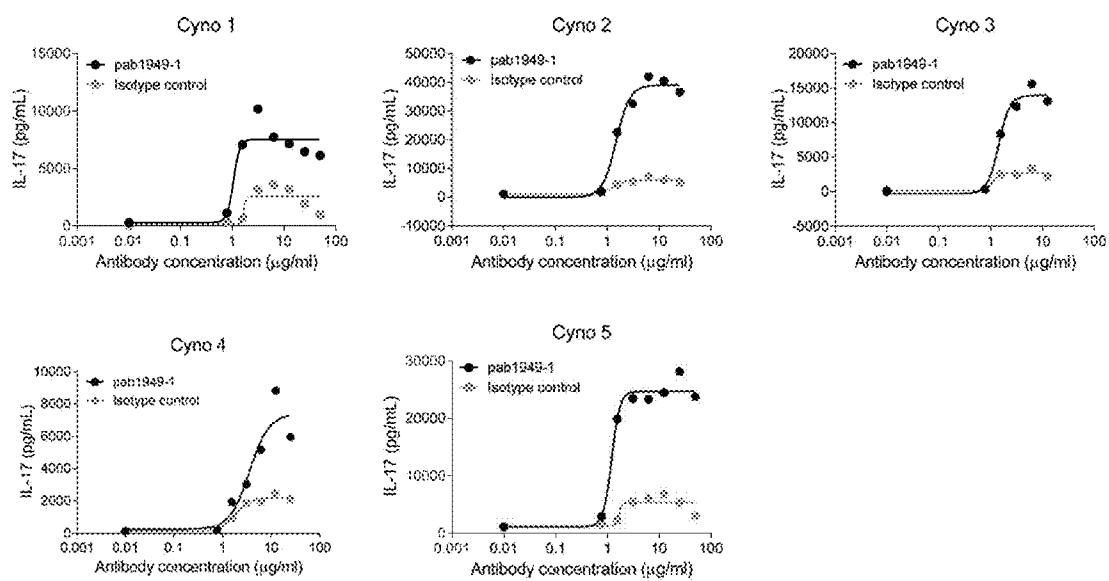 Cyno 1
15000
10000
5000
0
IL-17 (pg/mL)
pab1949-1
Isotype control
0.001 0.01 0.1 1 10 100
Antibody concentration (μg/ml)
Cyno 2
50000
40000
30000
20000
10000
0
-10000
IL-17 (pg/mL)
pab1949-1
Isotype control
0.001 0.01 0.1 1 10 100
Antibody concentration (μg/ml)
Cyno 3
20000
15000
10000
5000
0
-5000
IL-17 (pg/mL)
pab1949-1
Isotype control
0.001 0.01 0.1 1 10 100
Antibody concentration (μg/ml)
Cyno 4
10000
8000
6000
4000
2000
0
IL-17 (pg/mL)
pab1949-1
Isotype control
0.001 0.01 0.1 1 10 100
Antibody concentration (μg/ml)
Cyno 5
30000
20000
10000
0
IL-17 (pg/mL)
pab1949-1
Isotype control
0.001 0.01 0.1 1 10 100
Antibody concentration (μg/ml)